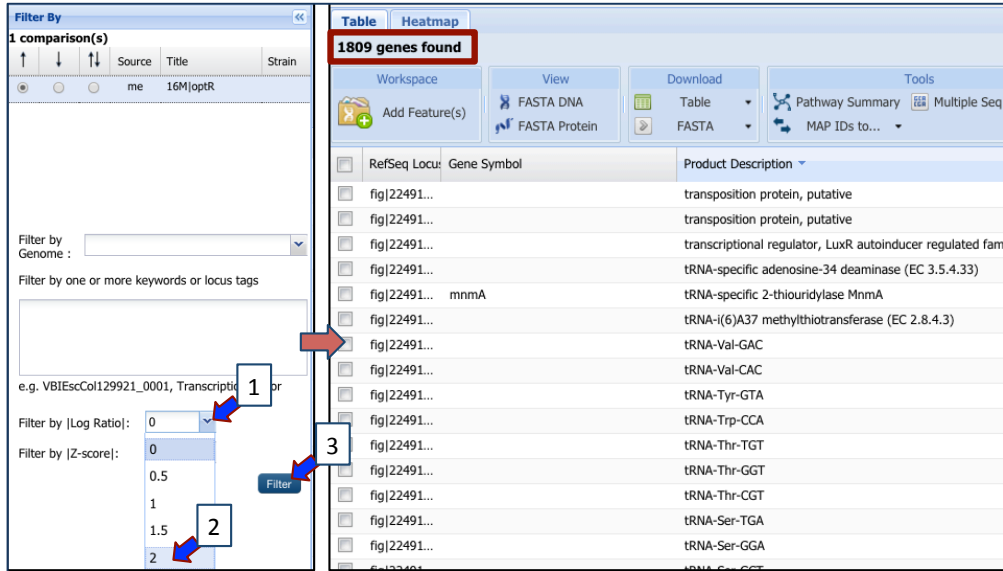 Filter By
1 comparison(s)
Source Title Strain
me 16M|optR
Filter by
Genome :
Filter by one or more keywords or locus tags
e.g. VBIEscCol129921_0001,
1
Filter by |Log Ratio|: 0
Filter by |Z-score|:
0
0.5
1
1.5
2
2
Filter
3
Table Heatmap
1809 genes found
Workspace View Download Tools
Add Feature(s) FASTA DNA Table Pathway Summary Multiple Seq
FASTA Protein FASTA MAP IDs to...
RefSeq Locu Gene Symbol Product Description
fig|22491... transposition protein, putative
fig|22491... transposition protein, putative
fig|22491... transcriptional regulator, LuxR autoinducer regulated fam
fig|22491... tRNA-specific adenosine-34 deaminase (EC 3.5.4.33)
fig|22491... mnmA tRNA-specific 2-thiouridylase MnmA
fig|22491... tRNA-i(6)A37 methylthiotransferase (EC 2.8.4.3)
fig|22491... tRNA-Val-GAC
fig|22491... tRNA-Val-CAC
fig|22491... tRNA-Tyr-GTA
fig|22491... tRNA-Trp-CCA
fig|22491... tRNA-Thr-TGT
fig|22491... tRNA-Thr-GGT
fig|22491... tRNA-Thr-CGT
fig|22491... tRNA-Ser-TGA
fig|22491... tRNA-Ser-GGA